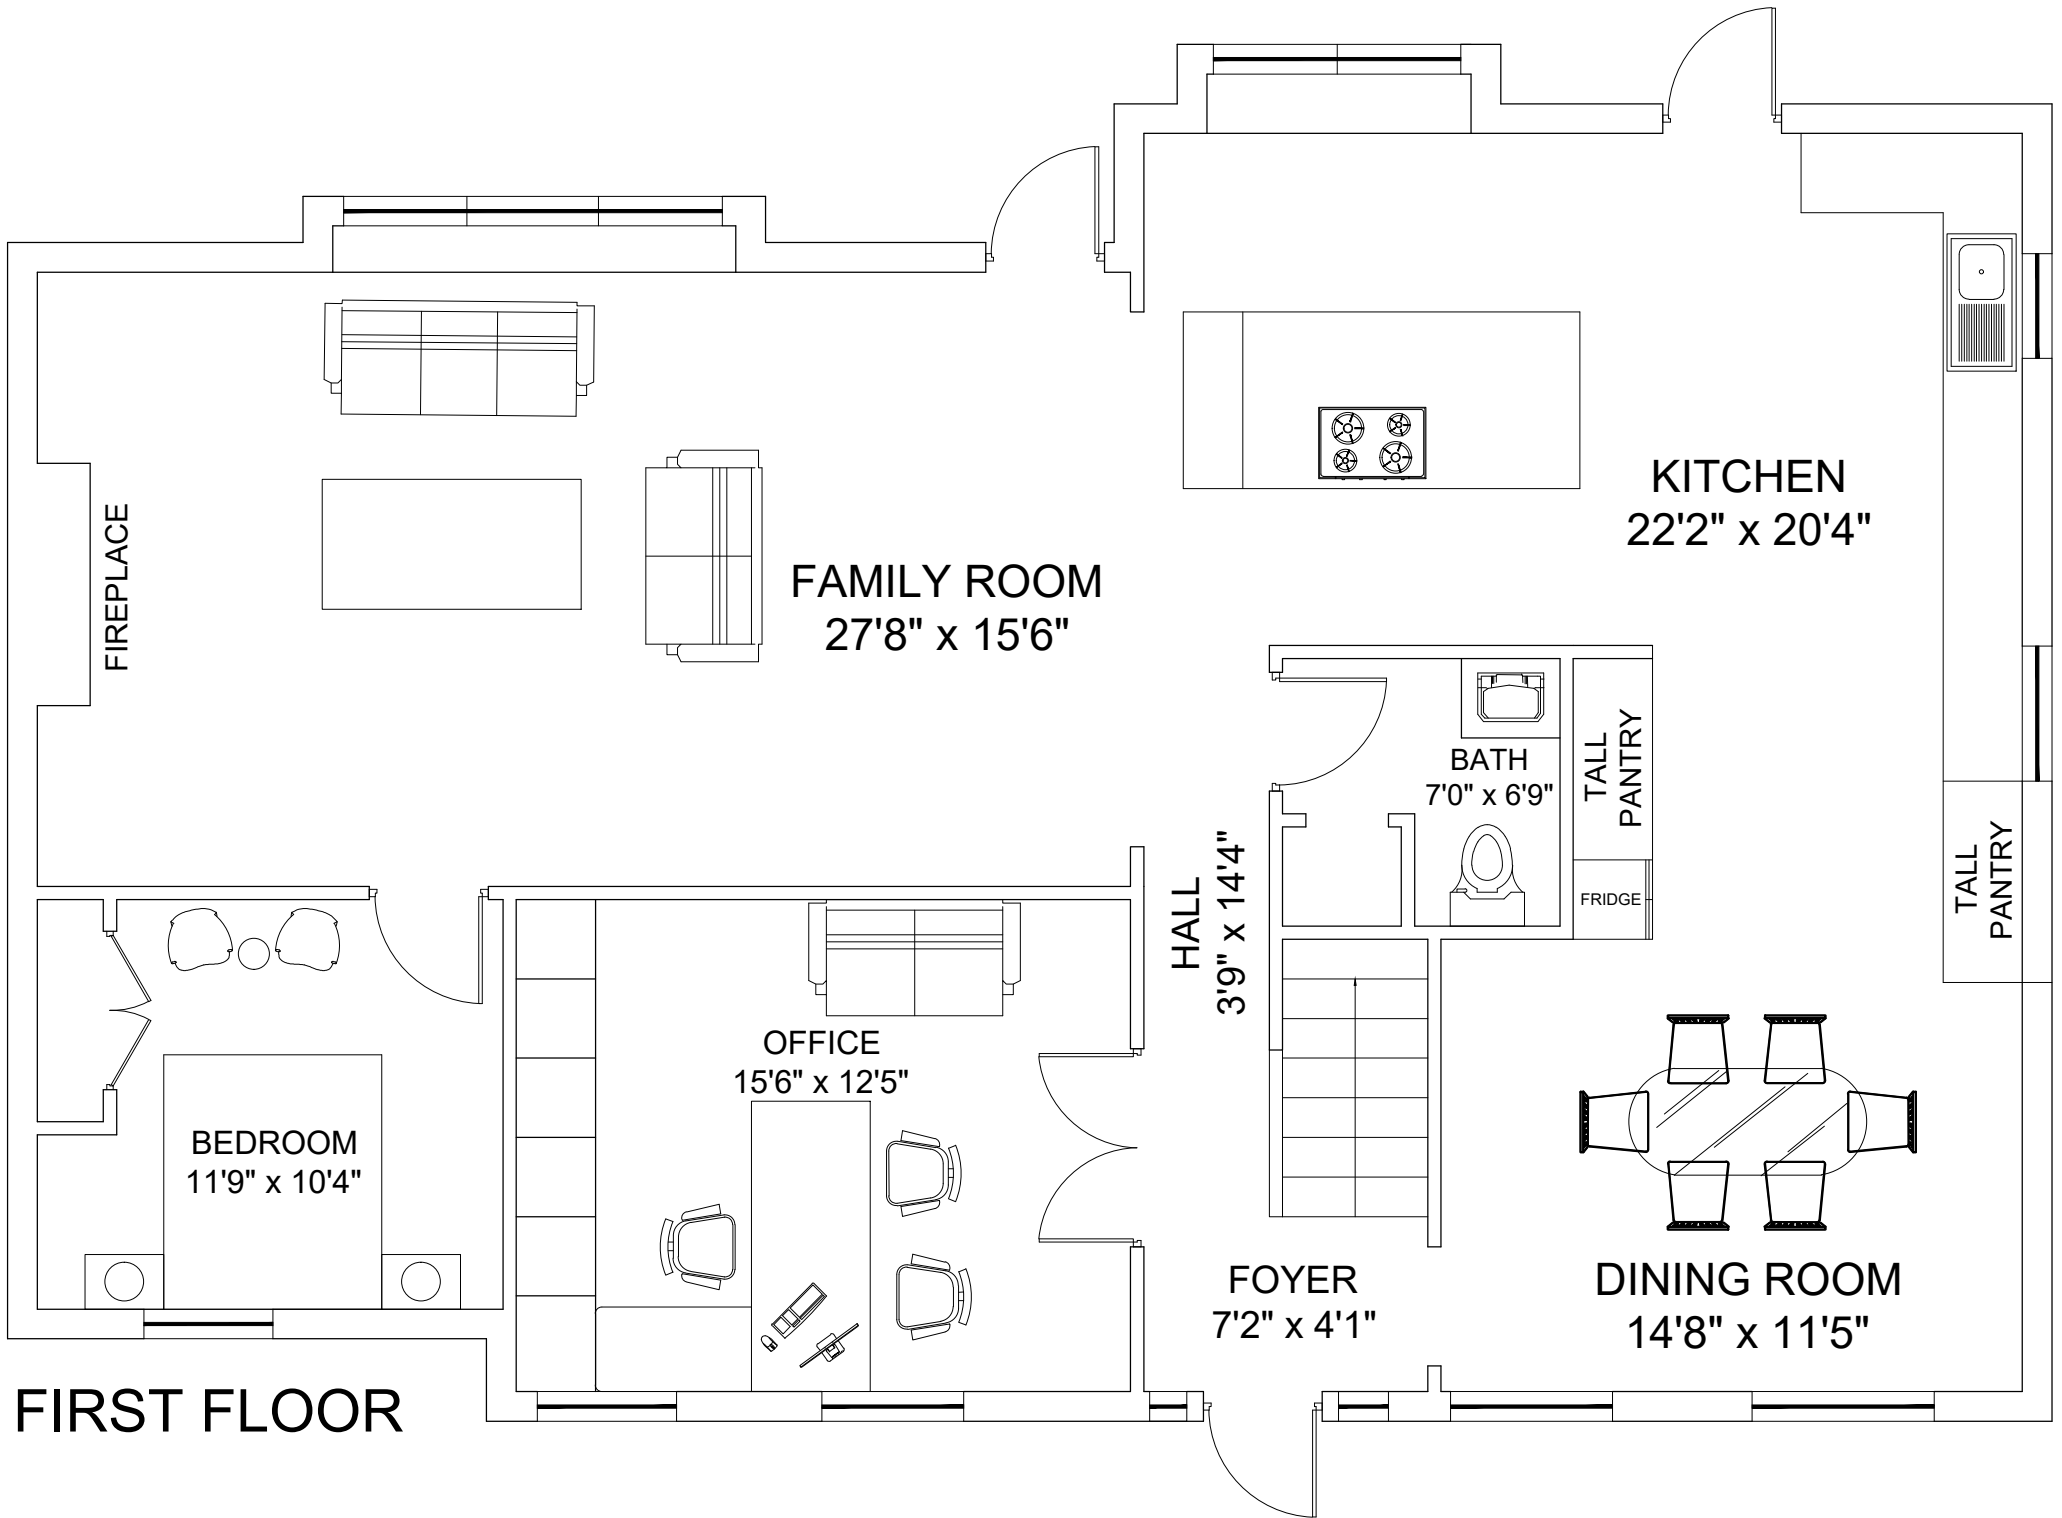 KITCHEN
22'2" x 20'4"
FAMILY ROOM
27'8" x 15'6"
FIREPLACE
BATH
7'0" x 6'9"
TALL
PANTRY
FRIDGE
TALL
PANTRY
HALL
3'9" x 14'4"
OFFICE
15'6" x 12'5"
BEDROOM
11'9" x 10'4"
FOYER
7'2" x 4'1"
DINING ROOM
14'8" x 11'5"
FIRST FLOOR